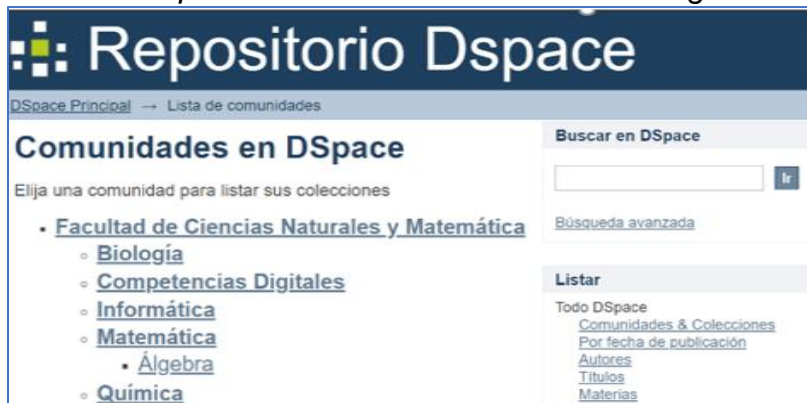 Repositorio Dspace
DSpace Principal → Lista de comunidades
Comunidades en DSpace
Elija una comunidad para listar sus colecciones
• Facultad de Ciencias Naturales y Matemática
◦ Biología
◦ Competencias Digitales
◦ Informática
◦ Matemática
▪ Álgebra
◦ Química
Buscar en DSpace
Ir
Búsqueda avanzada
Listar
Todo DSpace
Comunidades & Colecciones
Por fecha de publicación
Autores
Títulos
Materias